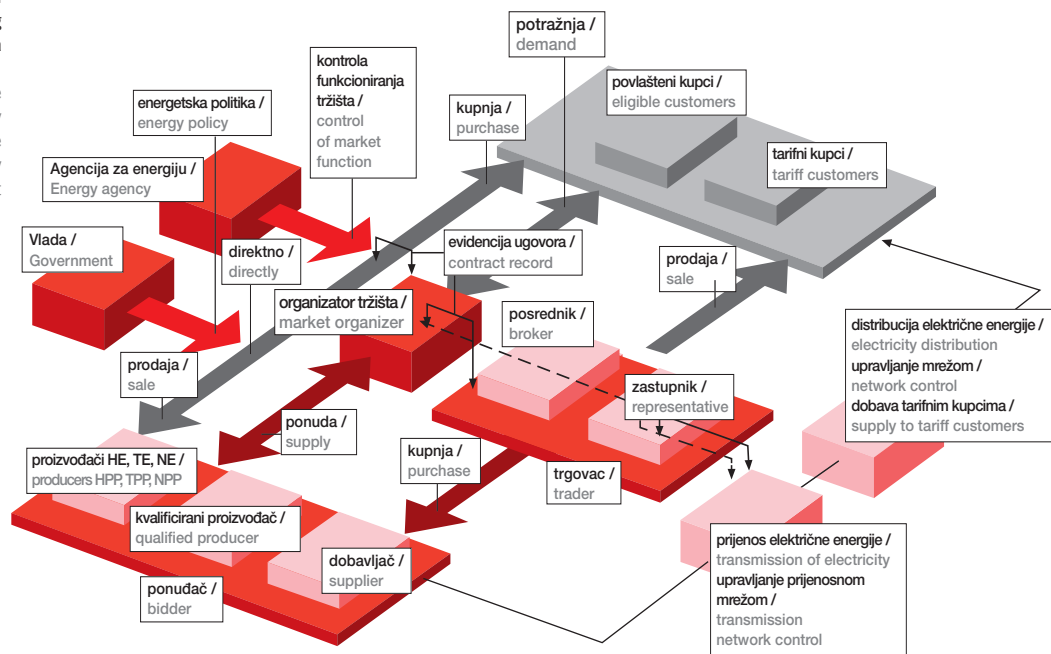 g
a
e
y
e
y
t
potražnja /
demand
kontrola
funkcioniranja
tržišta /
control
of market
function
povlašteni kupci /
eligible customers
energetska politika /
energy policy
kupnja /
purchase
tarifni kupci /
tariff customers
Agencija za energiju /
Energy agency
Vlada /
Government
direktno /
directly
evidencija ugovora /
contract record
prodaja /
sale
organizator tržišta /
market organizer
posrednik /
broker
distribucija električne energije /
electricity distribution
upravljanje mrežom /
network control
dobava tarifnim kupcima /
supply to tariff customers
prodaja /
sale
zastupnik /
representative
ponuda /
supply
kupnja /
purchase
trgovac /
trader
proizvođači HE, TE, NE /
producers HPP, TPP, NPP
kvalificirani proizvođač /
qualified producer
dobavljač /
supplier
ponuđač /
bidder
prijenos električne energije /
transmission of electricity
upravljanje prijenosnom
mrežom /
transmission
network control